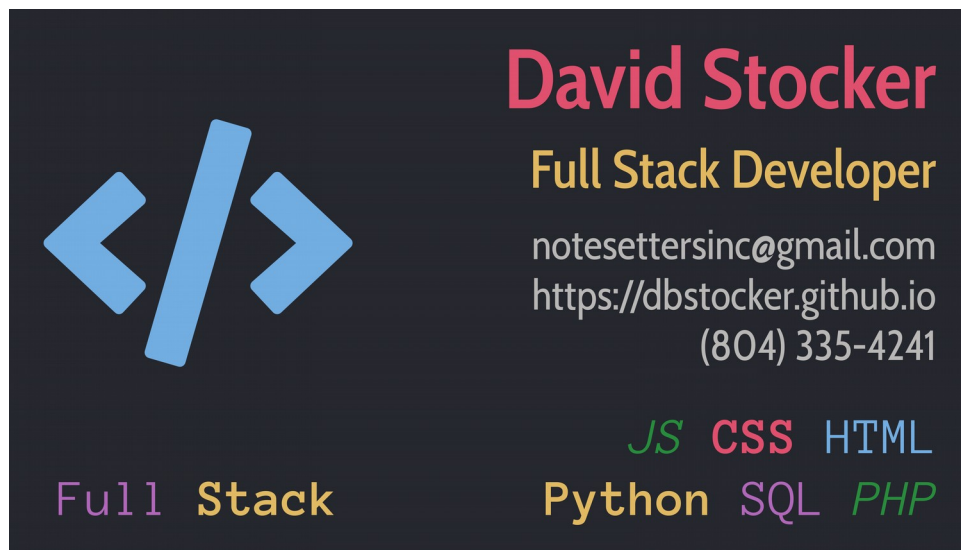 David Stocker
Full Stack Developer
notesettersinc@gmail.com
https://dbstocker.github.io
(804) 335-4241
JS CSS HTML
Full Stack
Python SQL PHP